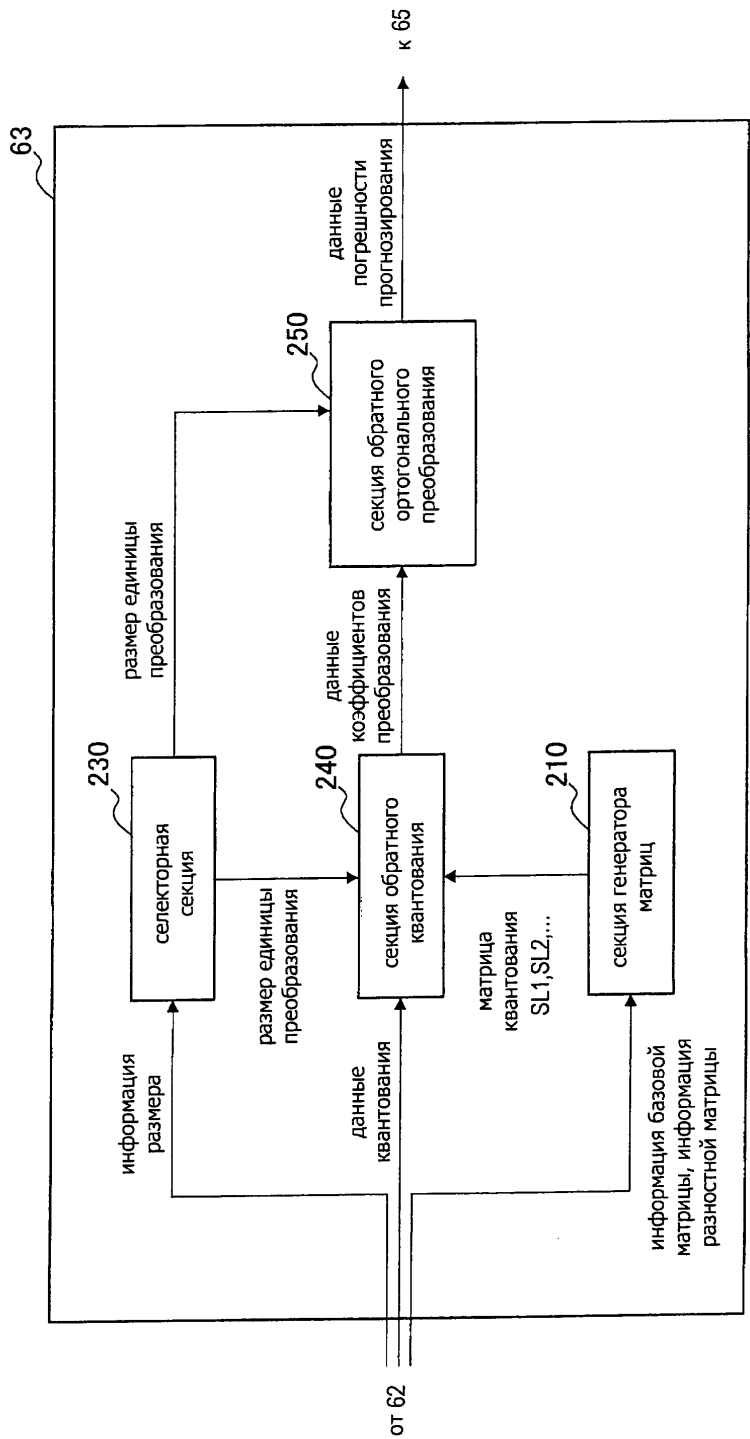 63
230
селекторная
секция
размер единицы
преобразования
информация
размера
размер единицы
преобразования
250
секция обратного
ортогонального
преобразования
данные
погрешности
прогнозирования
к 65
240
секция обратного
квантования
данные
коэффициентов
преобразования
данные
квантования
от 62
матрица
квантования
SL1,SL2,...
210
секция генератора
матриц
информация базовой
матрицы, информация
разностной матрицы